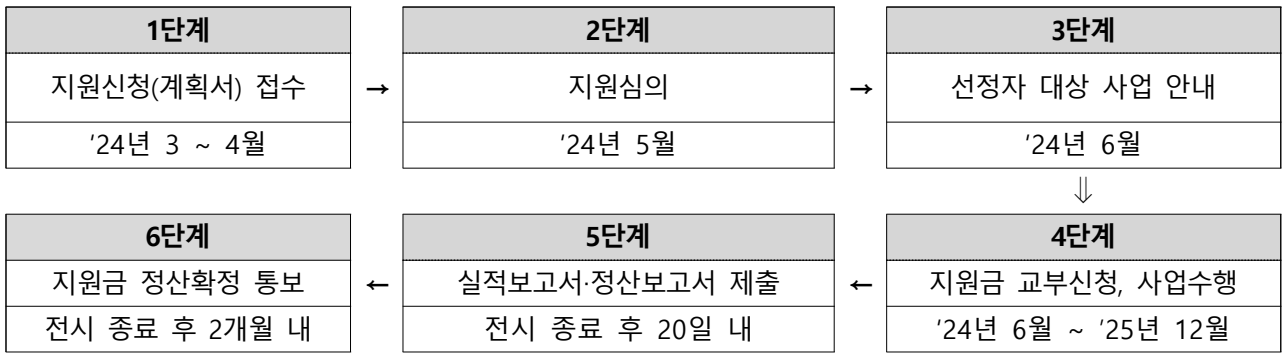 1단계
지원신청(계획서) 접수
'24년 3 ~ 4월
→
2단계
지원심의
'24년 5월
→
3단계
선정자 대상 사업 안내
'24년 6월
⇓
4단계
지원금 교부신청, 사업수행
'24년 6월 ~ '25년 12월
←
5단계
실적보고서·정산보고서 제출
전시 종료 후 20일 내
←
6단계
지원금 정산확정 통보
전시 종료 후 2개월 내